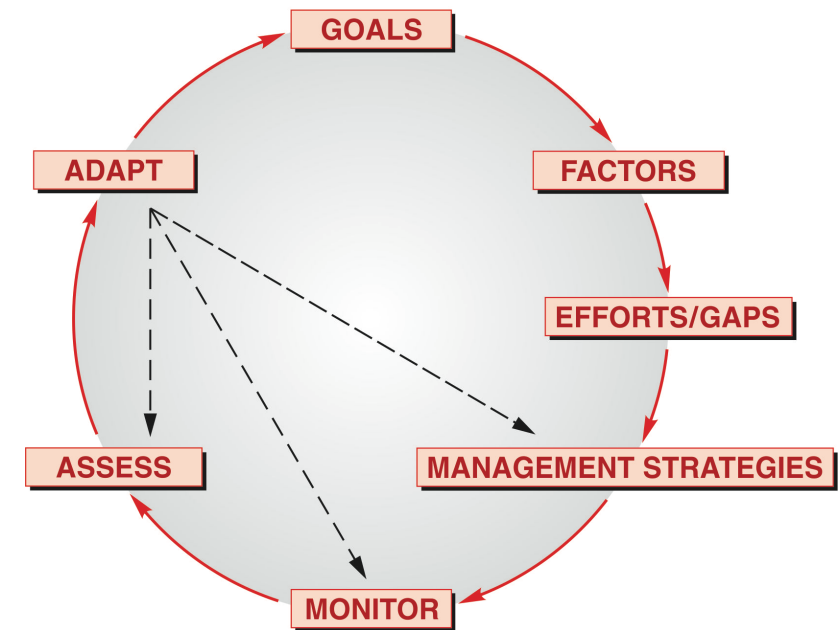 GOALS
FACTORS
EFFORTS/GAPS
MANAGEMENT STRATEGIES
MONITOR
ASSESS
ADAPT